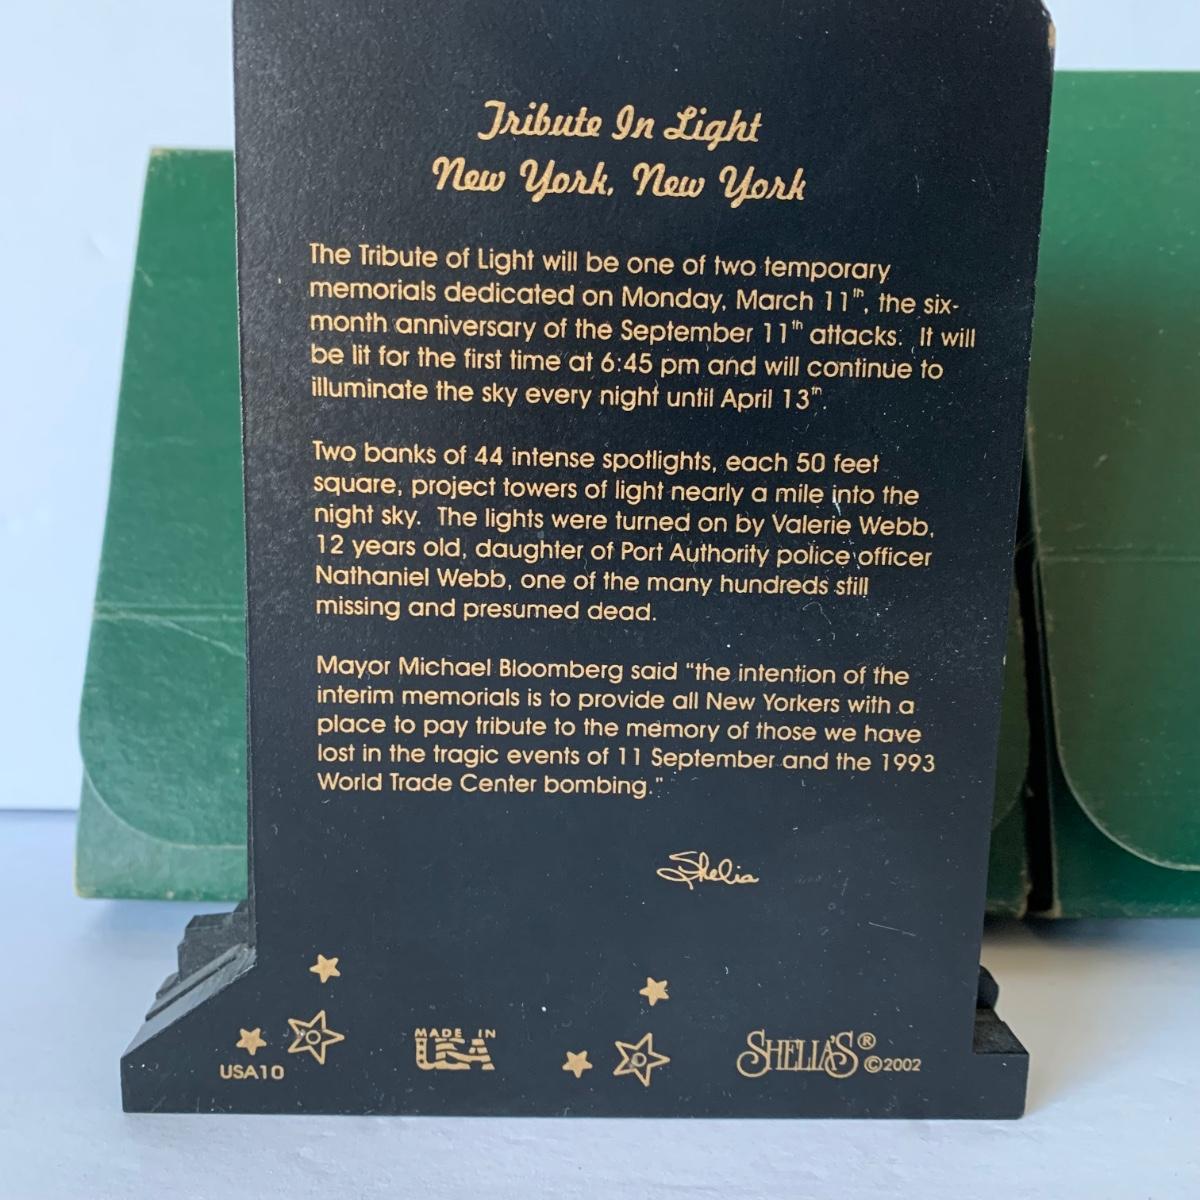 Tribute In Light
New York, New York
The Tribute of Light will be one of two temporary
memorials dedicated on Monday, March 11th, the six-
month anniversary of the September 11th attacks. It will
be lit for the first time at 6:45 pm and will continue to
illuminate the sky every night until April 13th.
Two banks of 44 intense spotlights, each 50 feet
square, project towers of light nearly a mile into the
night sky. The lights were turned on by Valerie Webb,
12 years old, daughter of Port Authority police officer
Nathaniel Webb, one of the many hundreds still
missing and presumed dead.
Mayor Michael Bloomberg said "the intention of the
interim memorials is to provide all New Yorkers with a
place to pay tribute to the memory of those we have
lost in the tragic events of 11 September and the 1993
World Trade Center bombing."
Shelia
USA10
MADE IN
USA
SHELIA'S® ©2002